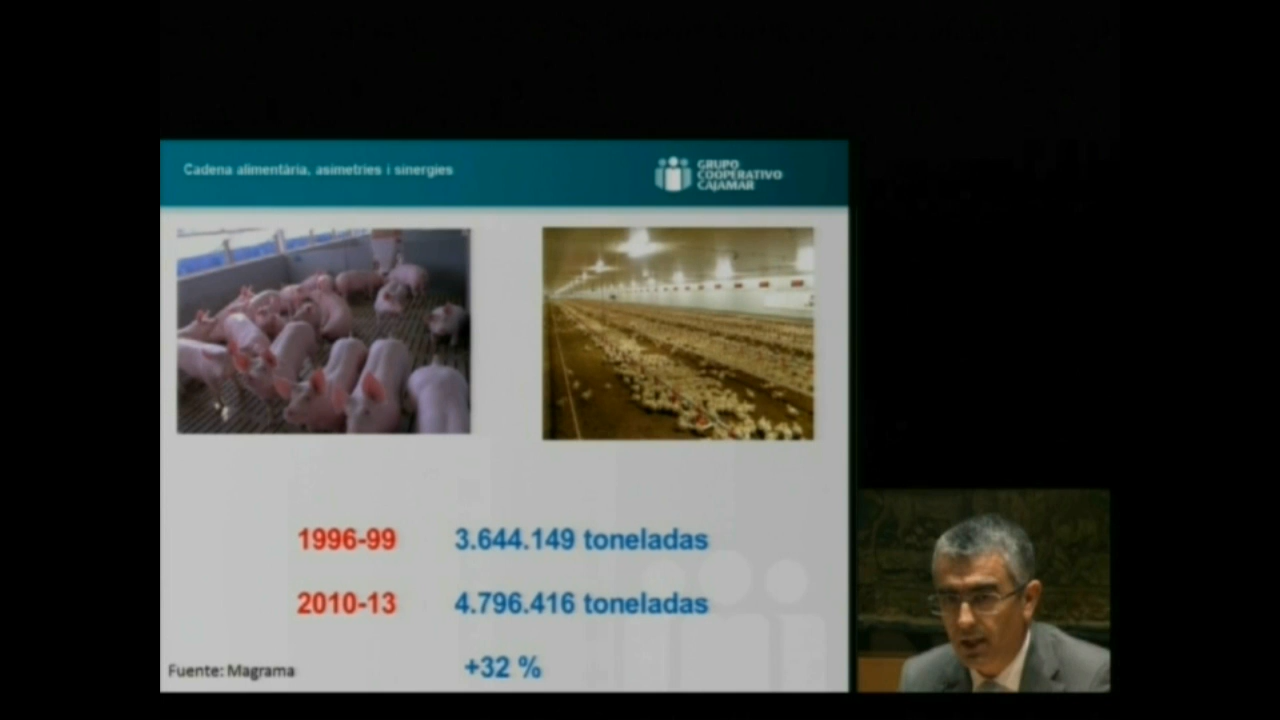 Cadena alimentària, asimetries i sinergies
GRUPO
COOPERATIVO
CAJAMAR
1996-99 3.644.149 toneladas
2010-13 4.796.416 toneladas
+32 %
Fuente: Magrama